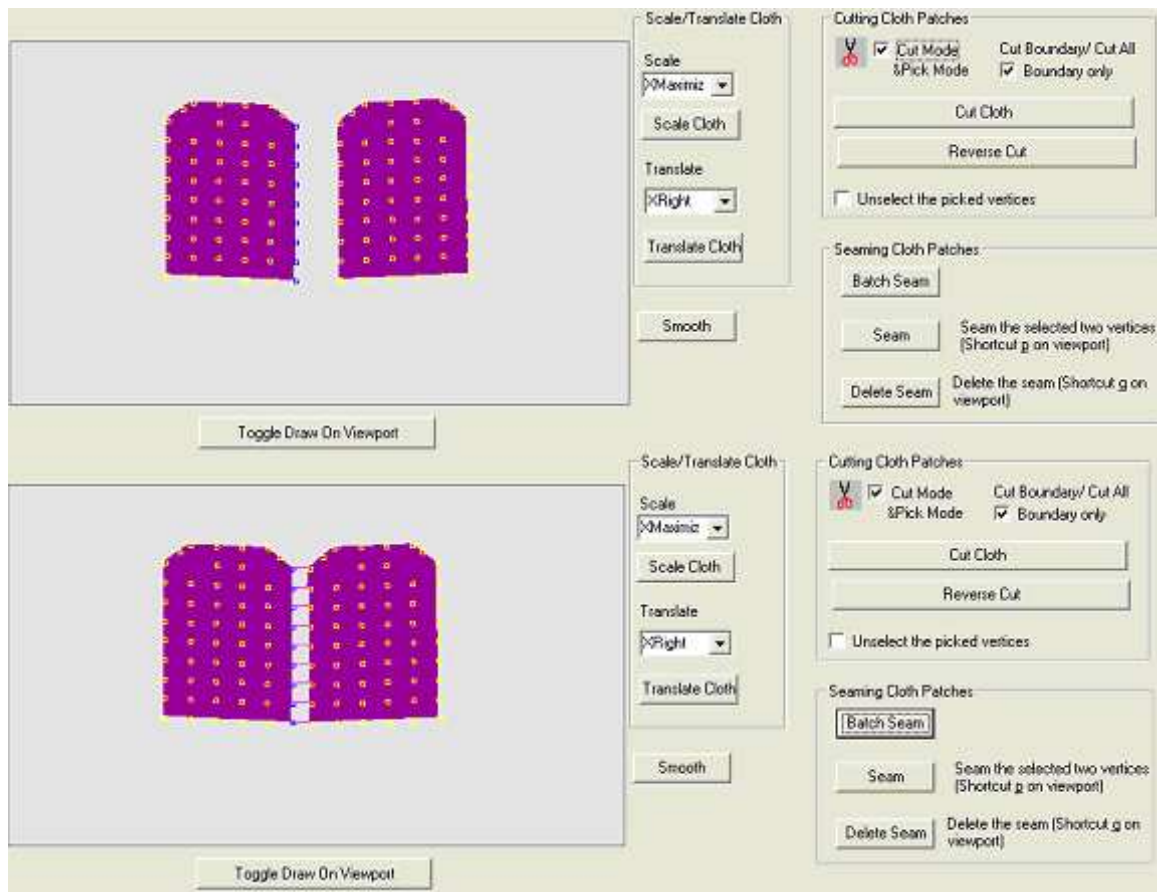 Scale/Translate Cloth
Scale
XMaximiz
Scale Cloth
Translate
XRight
Translate Cloth
Smooth
Cutting Cloth Patches
Cut Mode
&Pick Mode
Cut Boundary/ Cut All
Boundary only
Cut Cloth
Reverse Cut
Unselect the picked vertices
Seaming Cloth Patches
Batch Seam
Seam
Seam the selected two vertices
(Shortcut p on viewport)
Delete Seam
Delete the seam (Shortcut g on
viewport)
Toggle Draw On Viewport
Scale/Translate Cloth
Scale
XMaximiz
Scale Cloth
Translate
XRight
Translate Cloth
Smooth
Cutting Cloth Patches
Cut Mode
&Pick Mode
Cut Boundary/ Cut All
Boundary only
Cut Cloth
Reverse Cut
Unselect the picked vertices
Seaming Cloth Patches
Batch Seam
Seam
Seam the selected two vertices
(Shortcut p on viewport)
Delete Seam
Delete the seam (Shortcut g on
viewport)
Toggle Draw On Viewport